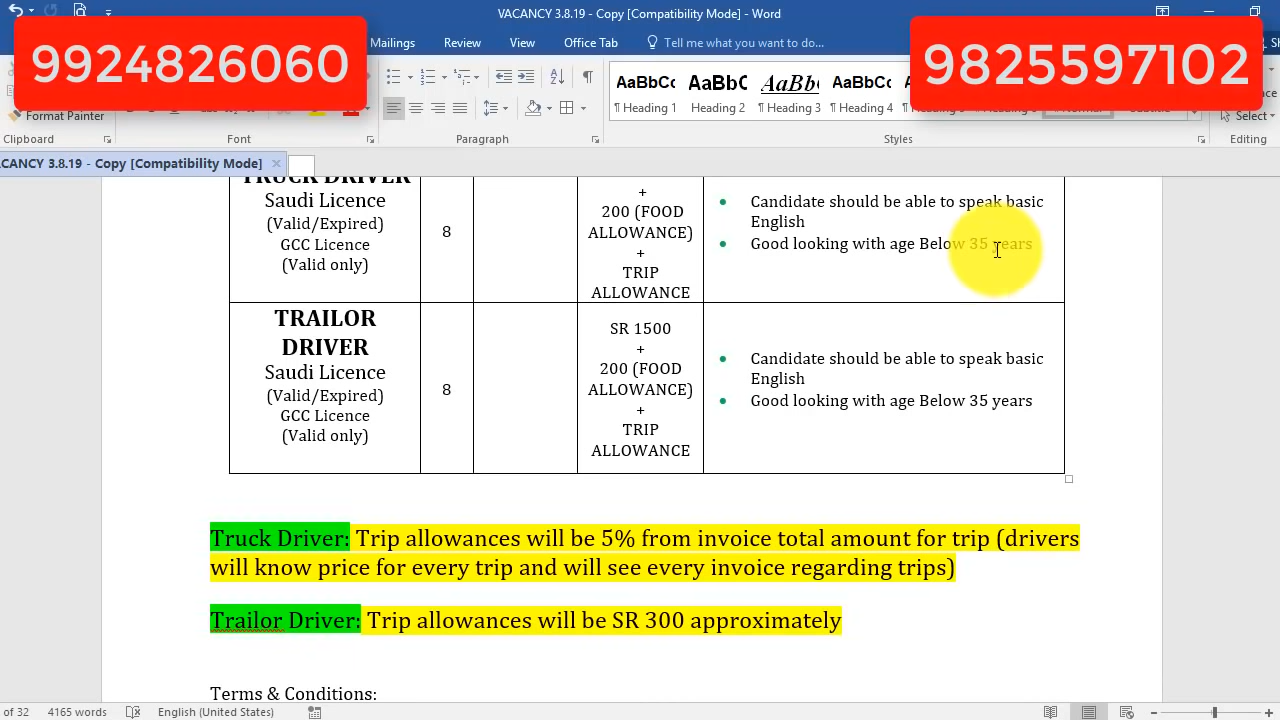 VACANCY 3.8.19 - Copy [Compatibility Mode] - Word
9924826060
9825597102
Mailings
Review
View
Office Tab
Tell me what you want to do...
AaBbCc
AaBbC
AaBb
AaBbCc
¶ Heading 1
Heading 2
¶ Heading 3
¶ Heading 4
Format Painter
Select
Clipboard
Font
Paragraph
Styles
Editing
CANCY 3.8.19 - Copy [Compatibility Mode]
TRUCK DRIVER
Saudi Licence
(Valid/Expired)
GCC Licence
(Valid only)
8
+
200 (FOOD
ALLOWANCE)
+
TRIP
ALLOWANCE
Candidate should be able to speak basic
English
Good looking with age Below 35 years
TRAILOR
DRIVER
Saudi Licence
(Valid/Expired)
GCC Licence
(Valid only)
8
SR 1500
+
200 (FOOD
ALLOWANCE)
+
TRIP
ALLOWANCE
Candidate should be able to speak basic
English
Good looking with age Below 35 years
Truck Driver: Trip allowances will be 5% from invoice total amount for trip (drivers
will know price for every trip and will see every invoice regarding trips)
Trailor Driver: Trip allowances will be SR 300 approximately
Terms & Conditions:
of 32
4165 words
English (United States)